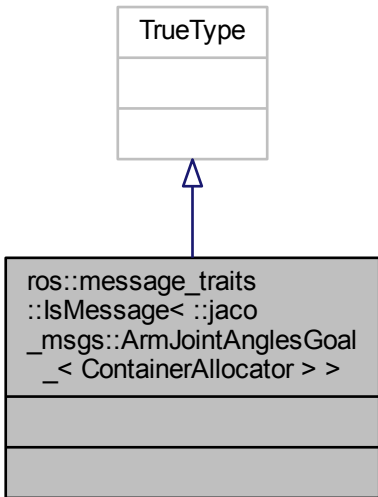 TrueType
ros::message_traits
::IsMessage< ::jaco
_msgs::ArmJointAnglesGoal
_< ContainerAllocator > >